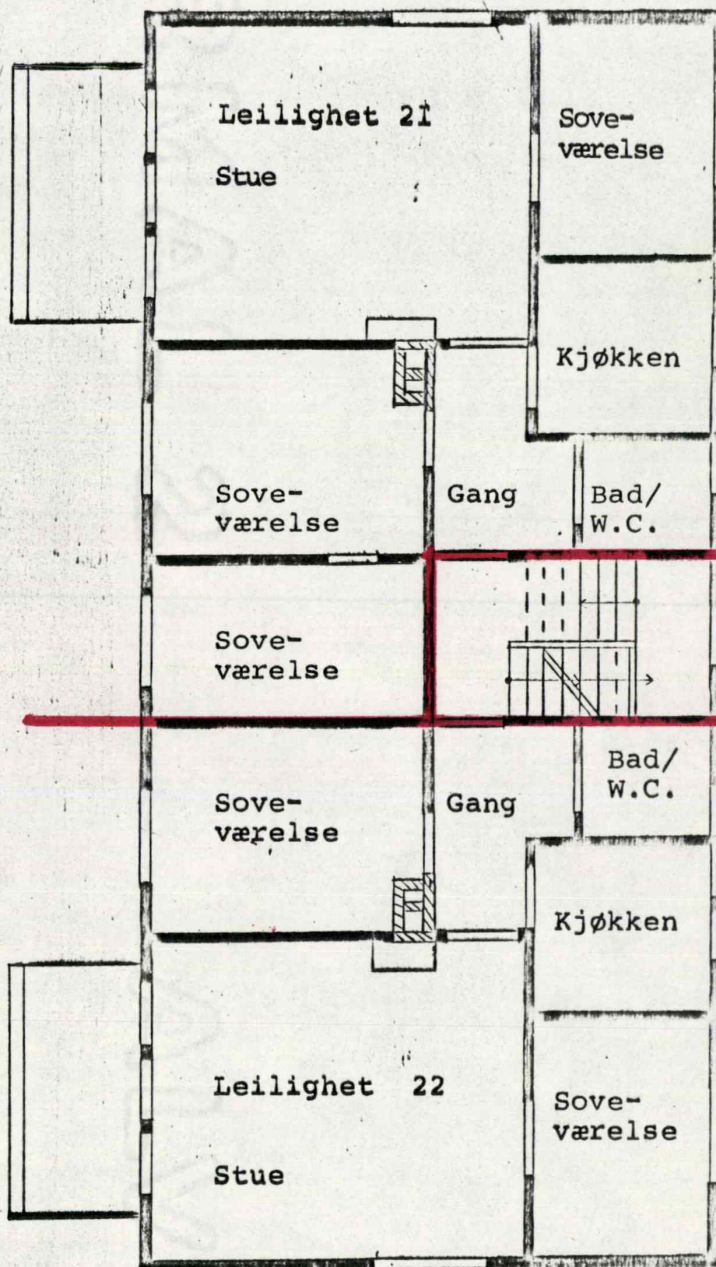 Leilighet 21
Stue
Sove-
værelse
Kjøkken
Sove-
værelse
Gang
Bad/
W.C.
Sove-
værelse
Sove-
værelse
Gang
Bad/
W.C.
Kjøkken
Leilighet 22
Stue
Sove-
værelse